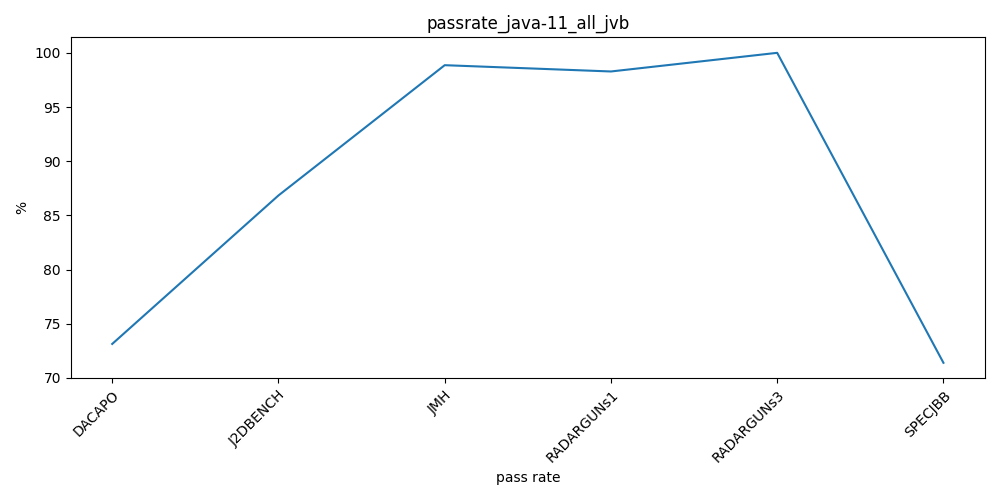 passrate_java-11_all_jvb
100
95
90
85
80
75
70
%
DACAPO
J2DBENCH
JMH
RADARGUNs1
RADARGUNs3
SPECJBB
pass rate